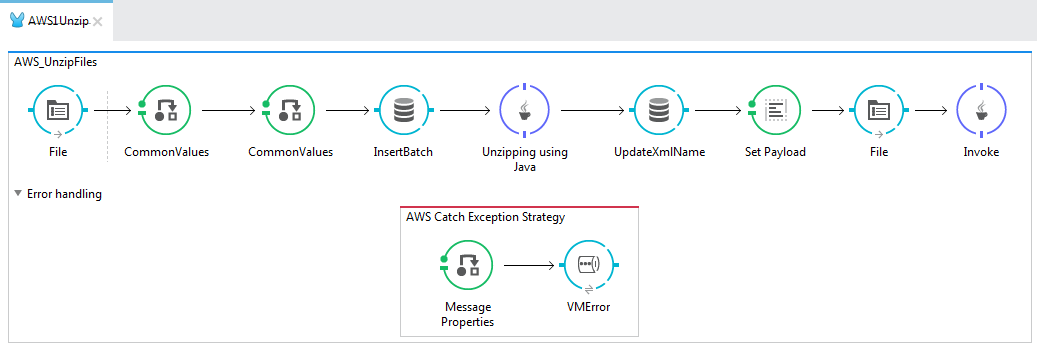 AWS1Unzip
AWS_UnzipFiles
File
CommonValues
CommonValues
InsertBatch
Unzipping using
Java
UpdateXmlName
Set Payload
File
Invoke
Error handling
AWS Catch Exception Strategy
Message
Properties
VMError